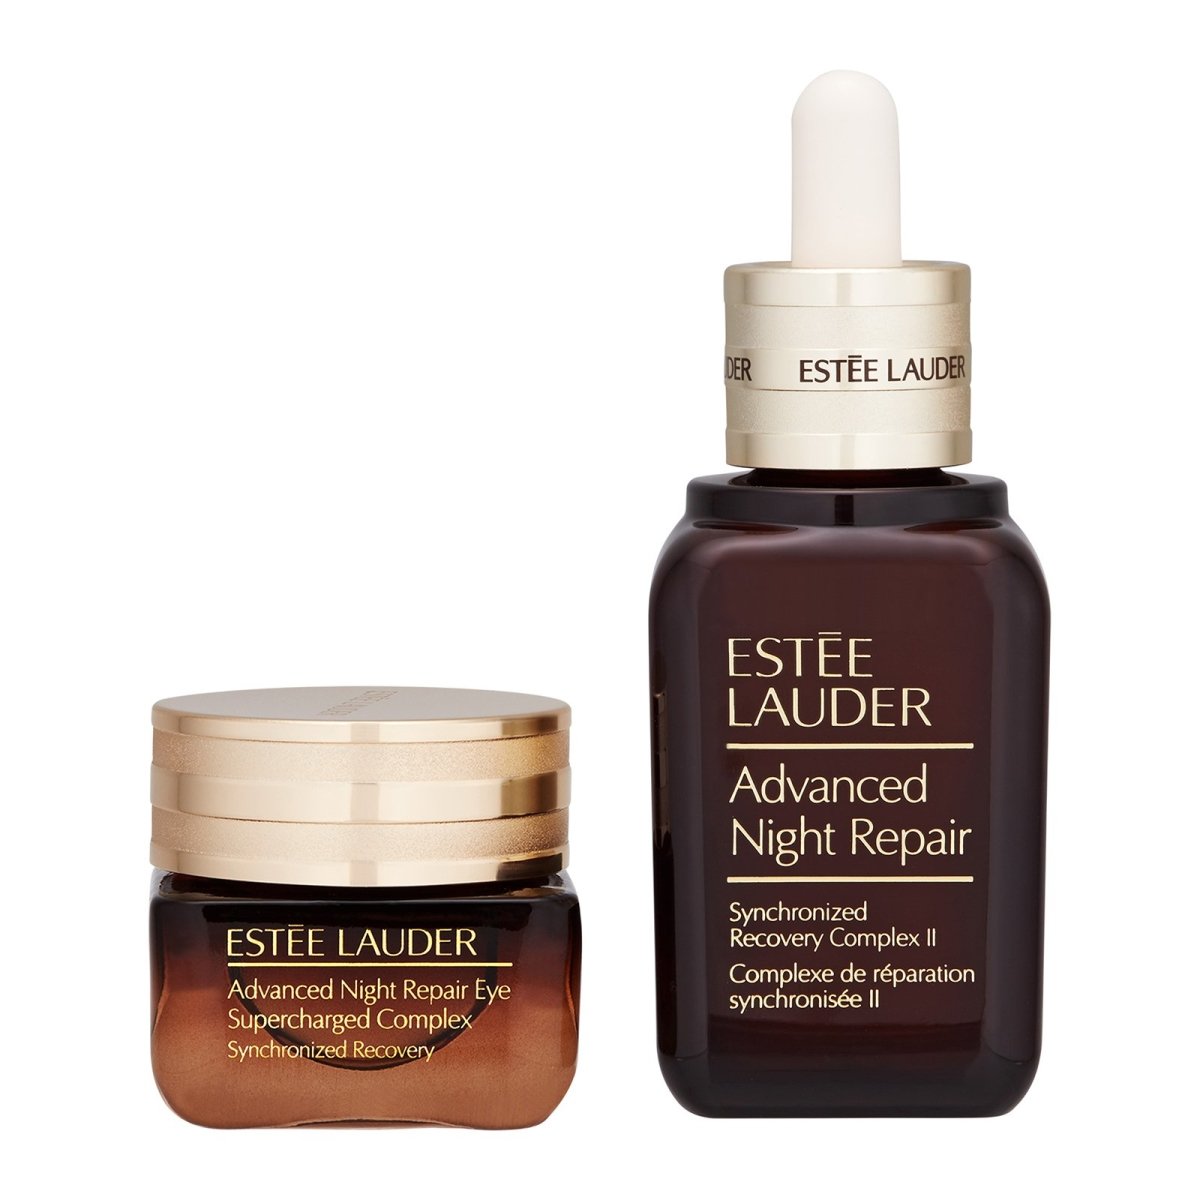 ESTĒE LAUDER
Advanced Night Repair Eye
Supercharged Complex
Synchronized Recovery
DER
ESTĒE LAUDER
ESTĒE
LAUDER
Advanced
Night Repair
Synchronized
Recovery Complex II
Complexe de réparation
synchronisée II